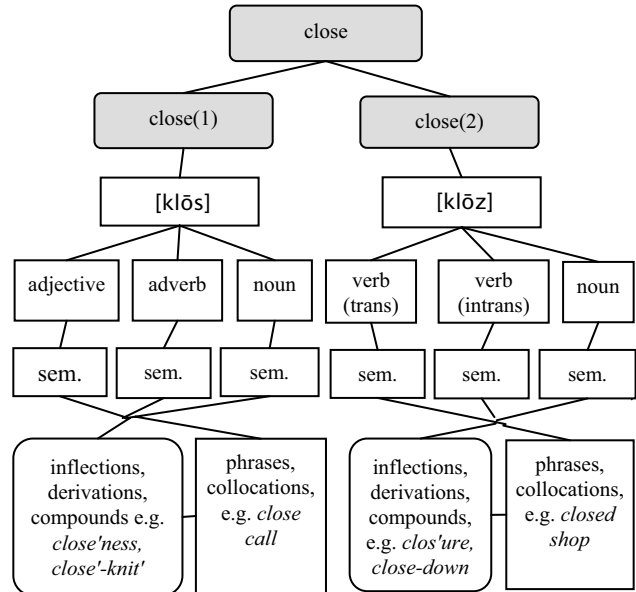 close
close(1)
close(2)
[klōs]
[klōz]
adjective
adverb
noun
verb
(trans)
verb
(intrans)
noun
sem.
sem.
sem.
sem.
sem.
sem.
inflections,
derivations,
compounds e.g.
close'ness,
close'-knit'
phrases,
collocations,
e.g. close
call
inflections,
derivations,
compounds,
e.g. clos'ure,
close-down
phrases,
collocations,
e.g. closed
shop